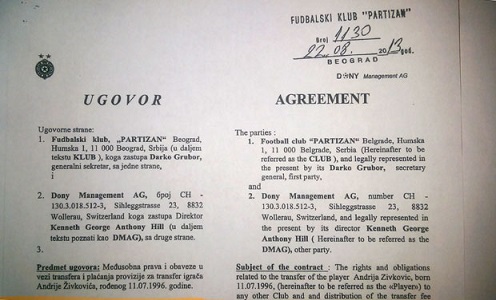 FUDBALSKI KLUB "PARTIZAN"
Broj 1130
22.08. 2013 god.
BEOGRAD
DONY Management AG
UGOVOR
Ugovorne strane:
1. Fudbalski klub, „PARTIZAN“ Beograd,
Humska 1, 11 000 Beograd, Srbija (u daljem
tekstu KLUB ), koga zastupa Darko Grubor,
generalni sekretar, sa jedne strane,
i
2. Dony Management AG, број CH -
130.3.018.512-3, Sihleggstrasse 23, 8832
Wollerau, Switzerland koga zastupa Direktor
Kenneth George Anthony Hill (u daljem
tekstu poznati kao DMAG), sa druge strane.
3.
Predmet ugovora: Međusobna prava i obaveze u
vezi transfera i plaćanja provizije za transfer igrača
Andrije Živkovića, rođenog 11.07.1996. godine.
AGREEMENT
The parties :
1. Football club “PARTIZAN” Belgrade, Humska
1, 11 000 Belgrade, Serbia (Hereinafter to be
referred as the CLUB ), and legally represented
in the present by its Darko Grubor, secretary
general, first party,
and
2. Dony Management AG, number CH -
130.3.018.512-3, Sihleggstrasse 23, 8832
Wollerau, Switzerland, and legally represented
in the present by its director Kenneth George
Anthony Hill ( Hereinafter to be referred as the
DMAG), other party.
Subject of the contract : The rights and obligations
related to the transfer of the player Andrija Zivkovic, born
11.07.1996, (hereinafter referred to as the «Player») to
any other Club and and distribution of the transfer fee